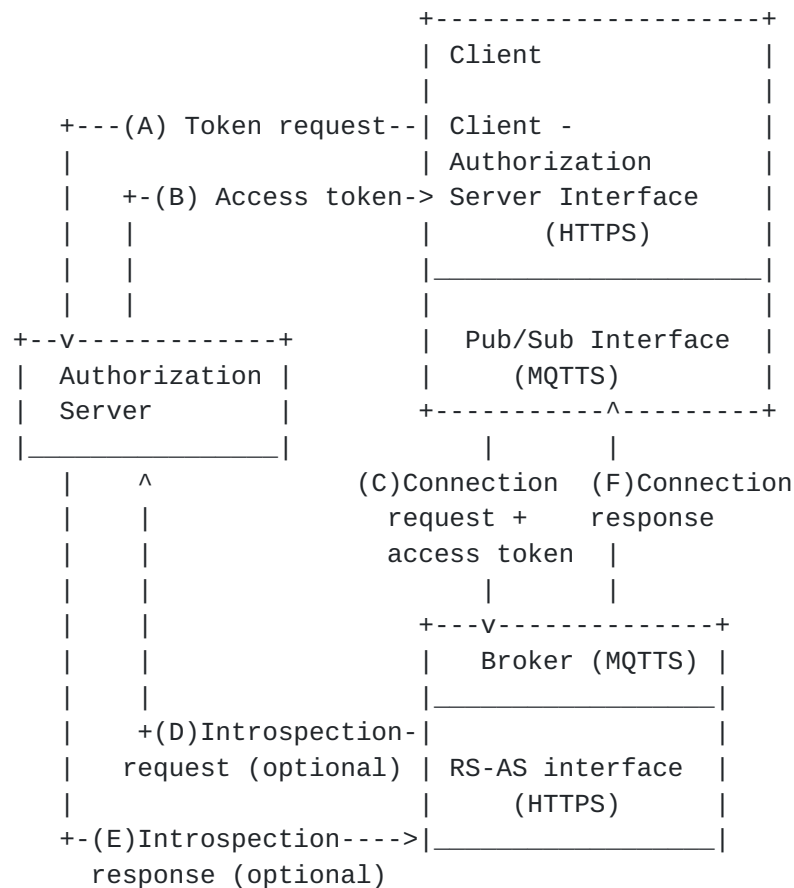 Client
(A) Token request
Client -
Authorization
(B) Access token
Server Interface
(HTTPS)
Pub/Sub Interface
(MQTTS)
Authorization
Server
(C)Connection
request +
access token
(F)Connection
response
Broker (MQTTS)
(D)Introspection
request (optional)
RS-AS interface
(HTTPS)
(E)Introspection
response (optional)